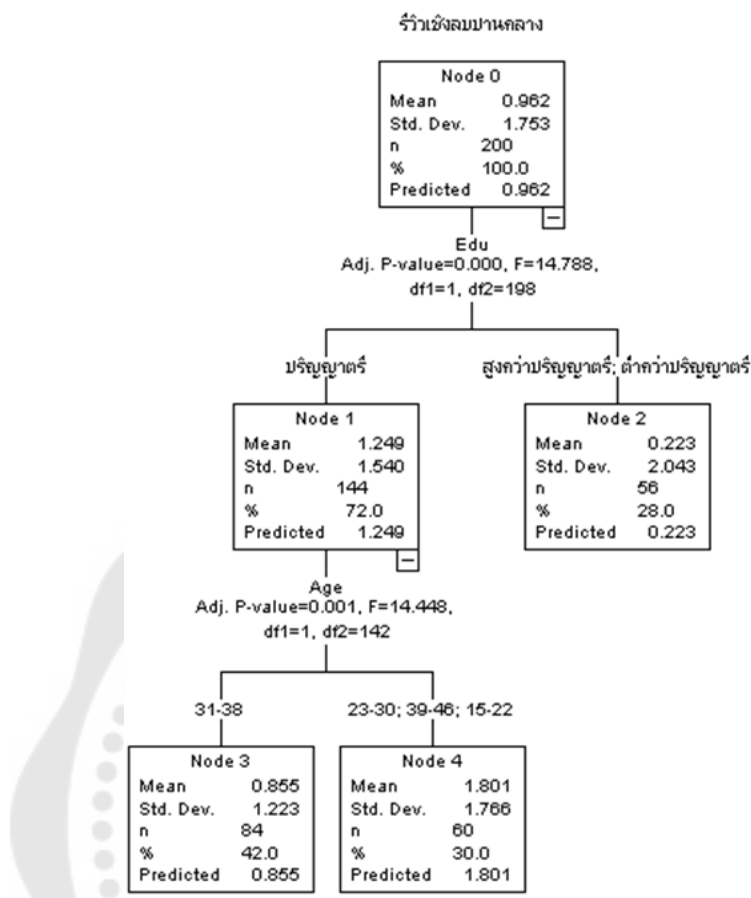 รีวิวเชิงลบปานกลาง
Node 0
Mean 0.962
Std. Dev. 1.753
n 200
% 100.0
Predicted 0.962
Edu
Adj. P-value=0.000, F=14.788,
df1=1, df2=198
ปริญญาตรี
สูงกว่าปริญญาตรี; ต่ำกว่าปริญญาตรี
Node 1
Mean 1.249
Std. Dev. 1.540
n 144
% 72.0
Predicted 1.249
Node 2
Mean 0.223
Std. Dev. 2.043
n 56
% 28.0
Predicted 0.223
Age
Adj. P-value=0.001, F=14.448,
df1=1, df2=142
31-38
23-30; 39-46; 15-22
Node 3
Mean 0.855
Std. Dev. 1.223
n 84
% 42.0
Predicted 0.855
Node 4
Mean 1.801
Std. Dev. 1.766
n 60
% 30.0
Predicted 1.801